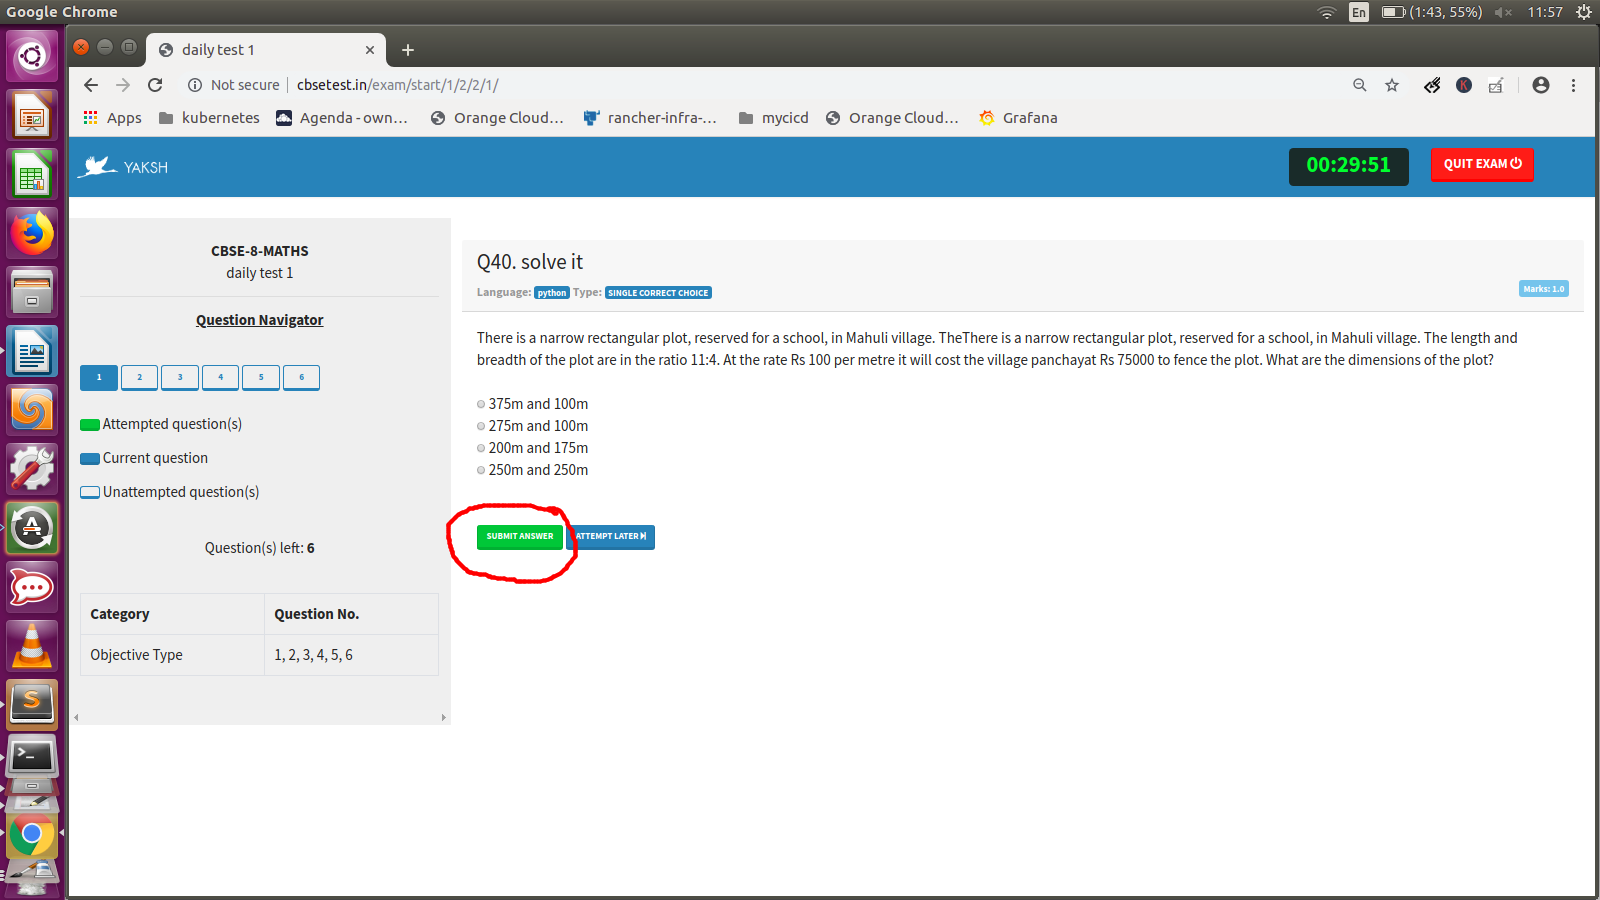 Google Chrome
En
(1:43, 55%)
11:57
daily test 1
Not secure
cbsetest.in/exam/start/1/2/2/1/
K
Apps
kubernetes
Agenda - own...
Orange Cloud...
rancher-infra-...
mycicd
Orange Cloud...
Grafana
YAKSH
00:29:51
QUIT EXAM
CBSE-8-MATHS
daily test 1
Question Navigator
1 2 3 4 5 6
Attempted question(s)
Current question
Unattempted question(s)
Question(s) left: 6
Category Question No.
Objective Type 1, 2, 3, 4, 5, 6
Q40. solve it
Language: python Type: SINGLE CORRECT CHOICE
Marks: 1.0
There is a narrow rectangular plot, reserved for a school, in Mahuli village. TheThere is a narrow rectangular plot, reserved for a school, in Mahuli village. The length and
breadth of the plot are in the ratio 11:4. At the rate Rs 100 per metre it will cost the village panchayat Rs 75000 to fence the plot. What are the dimensions of the plot?
375m and 100m
275m and 100m
200m and 175m
250m and 250m
SUBMIT ANSWER
ATTEMPT LATER